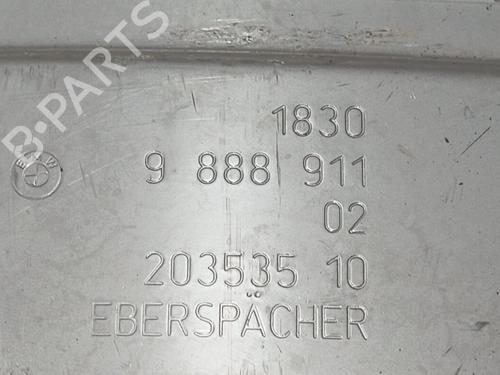 B-PARTS
1830
BMW
9 888 911
02
203535 10
EBERSPÄCHER